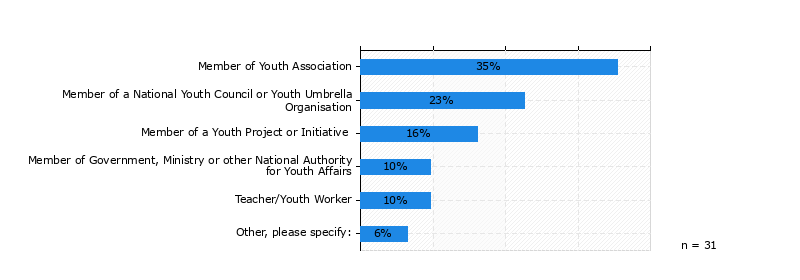 Member of Youth Association
35%
Member of a National Youth Council or Youth Umbrella
Organisation
23%
Member of a Youth Project or Initiative
16%
Member of Government, Ministry or other National Authority
for Youth Affairs
10%
Teacher/Youth Worker
10%
Other, please specify:
6%
n = 31